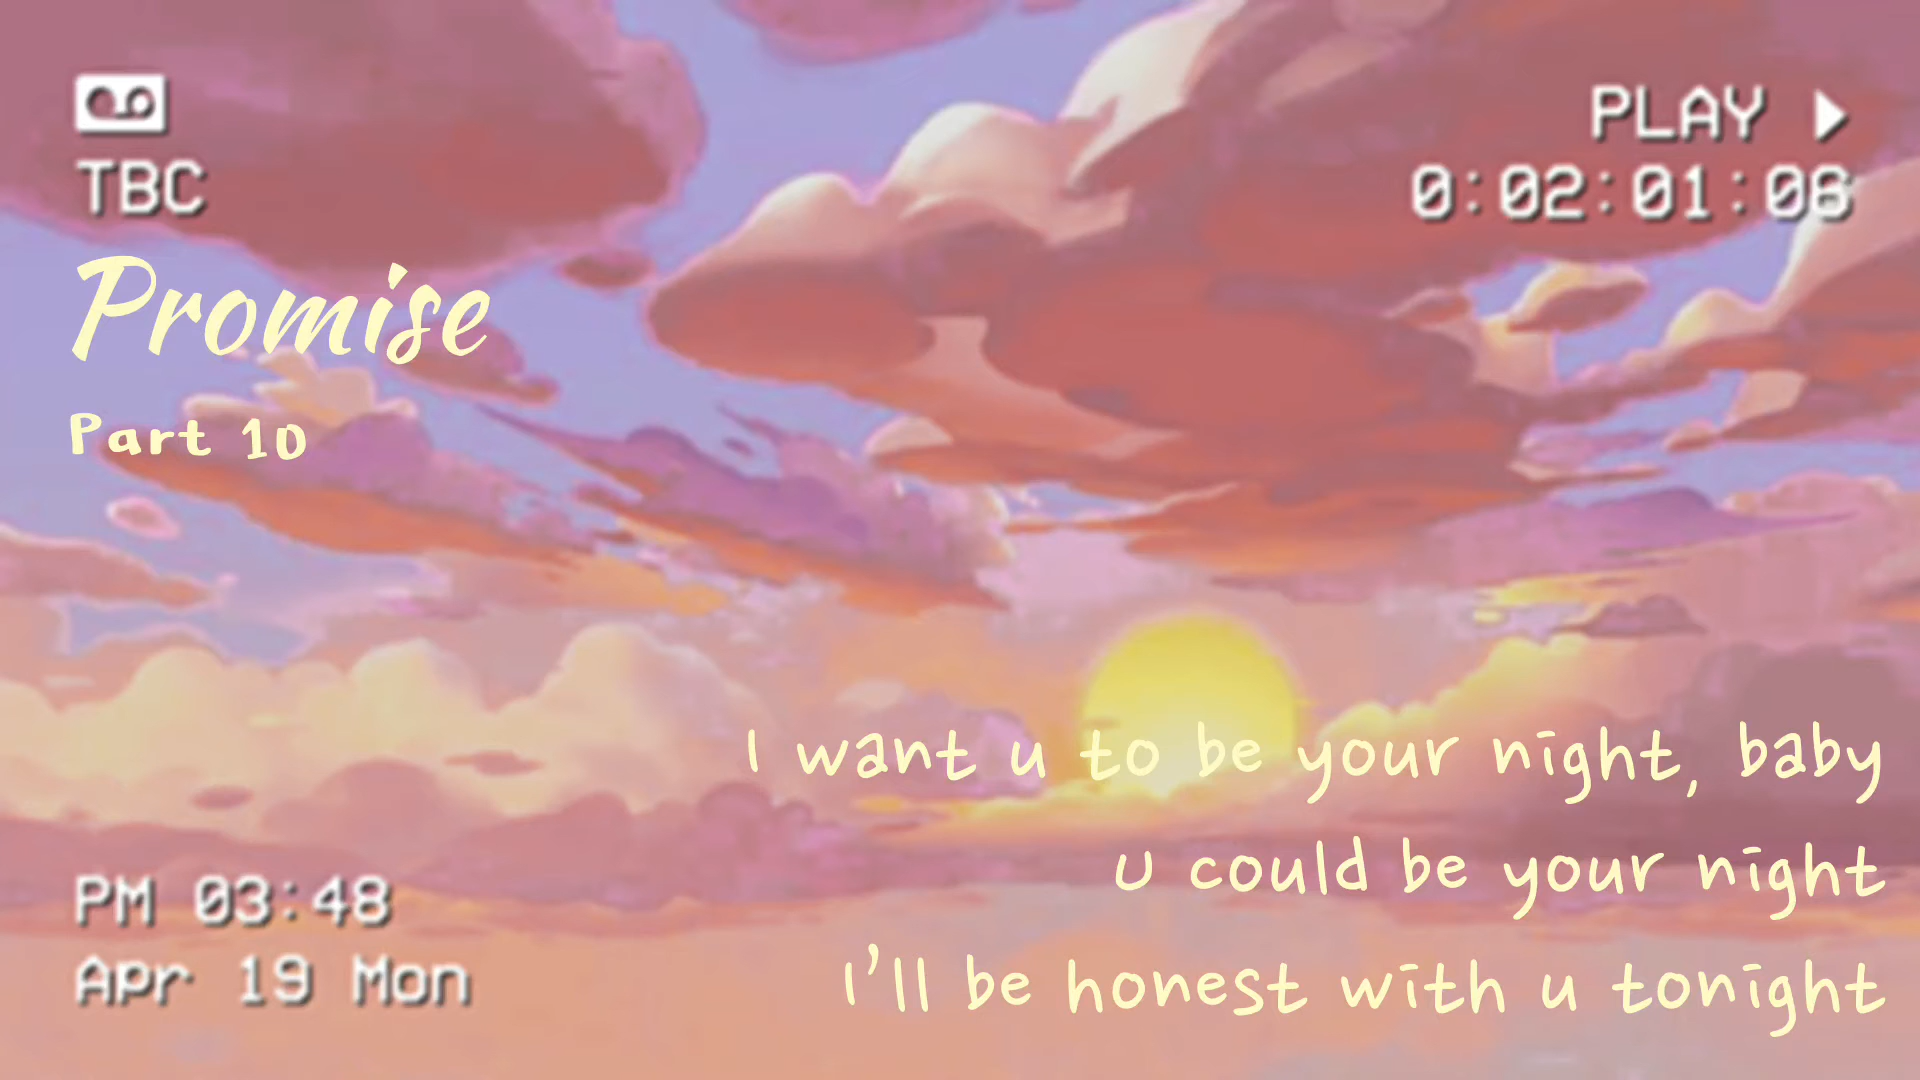 PLAY
TBC
0:02:01:06
Promise
Part 10
I want u to be your night, baby
U could be your night
I'll be honest with u tonight
PM 03:48
Apr 19 Mon